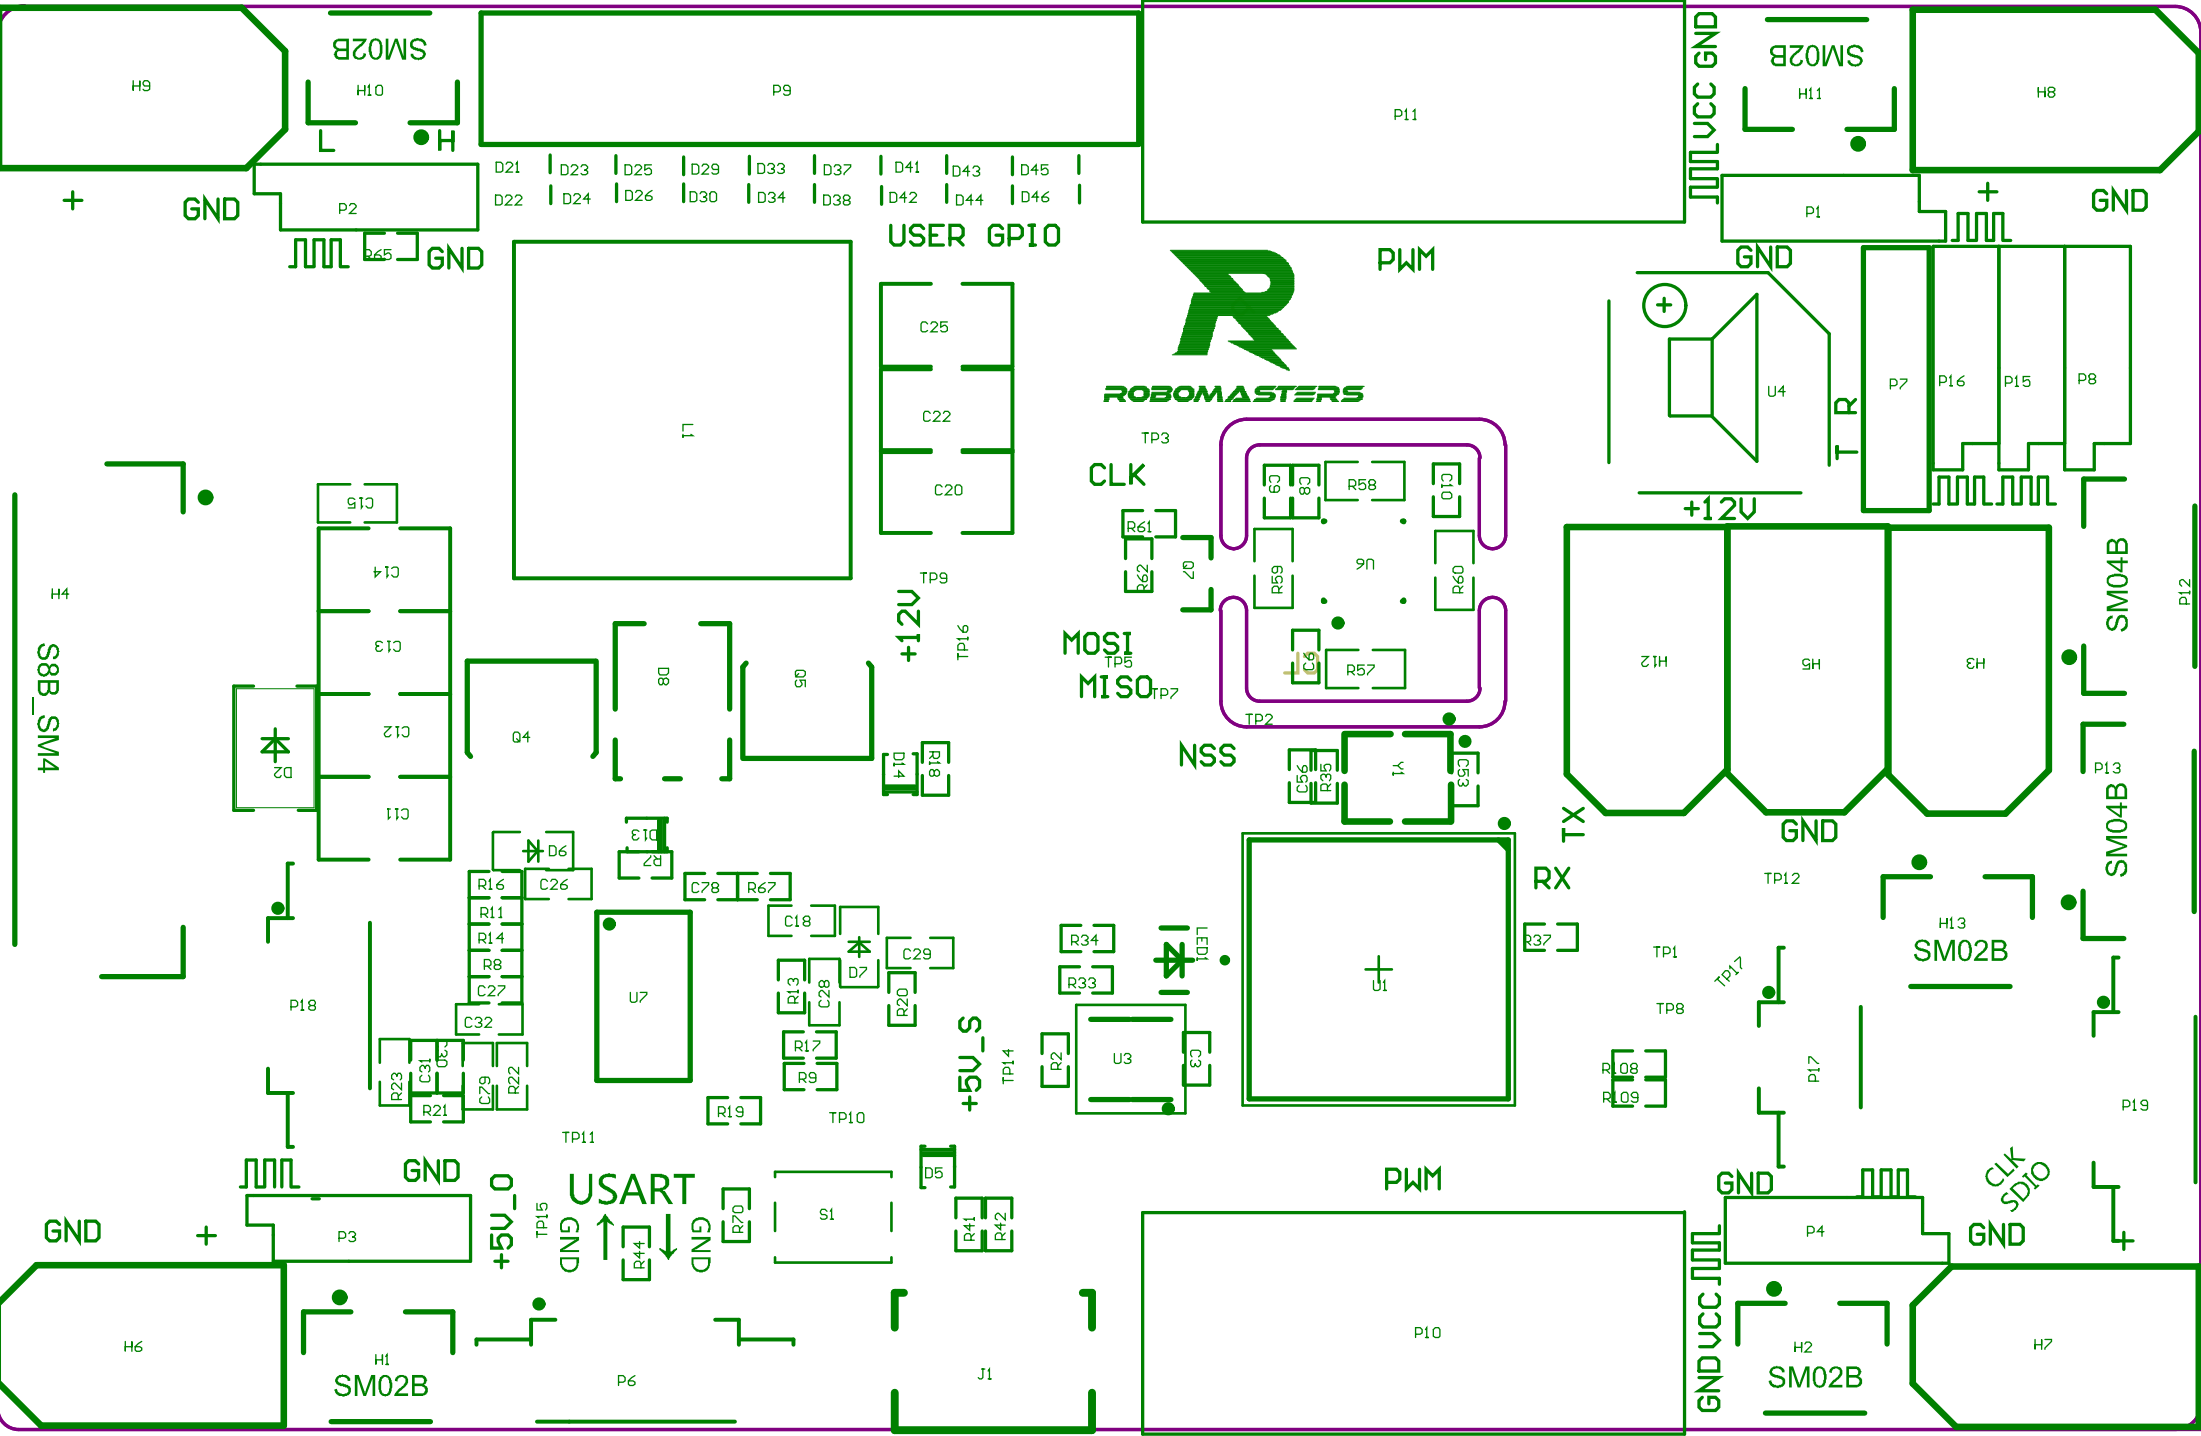 H9
SM02B
H10
L
H
P9
P11
GND
VCC
SM02B
H11
H8
D21 D23 D25 D29 D33 D37 D41 D43 D45
D22 D24 D26 D30 D34 D38 D42 D44 D46
+
GND
P2
R65
GND
USER GPIO
PWM
P1
GND
+
GND
C25
C22
C20
L1
ROBOMASTERS
U4
T R
P7
P16
P15
P8
TP3
CLK
R61
R62
Q7
C9
C8
R58
C10
R59
U6
R60
C6
R57
+12V
C15
C14
C13
C12
C11
H4
S8B_SM4
D2
TP9
+12V
TP16
MOSI
TP5
MISO
TP7
TP2
NSS
D8
Q5
Q4
D14
R18
C56
R35
Y1
C53
H12
H5
H3
SM04B
P12
P13
SM04B
TX
GND
RX
TP12
D13
R7
D6
R16
C26
C78
R67
R11
R14
R8
C27
C32
C18
D7
C29
R13
C28
R20
U7
R17
R9
R34
R33
LED1
R37
U1
TP1
TP17
TP8
H13
SM02B
P18
R23
C31
C79
R22
R21
R19
TP10
TP11
+5V_S
TP14
R2
U3
C3
R108
R109
P17
P19
GND
+5V_O
TP15
USART
GND
GND
R44
R70
S1
D5
R41
R42
PWM
GND
CLK
SDIO
GND
+
GND
+
P3
P4
H6
H1
SM02B
P6
J1
P10
VCC
GND
H2
SM02B
H7